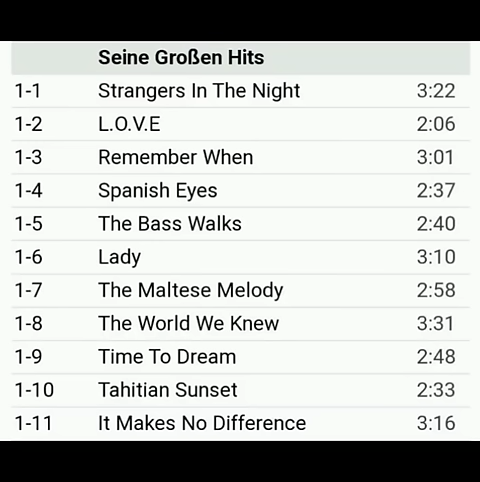 Seine Großen Hits
1-1 Strangers In The Night 3:22
1-2 L.O.V.E 2:06
1-3 Remember When 3:01
1-4 Spanish Eyes 2:37
1-5 The Bass Walks 2:40
1-6 Lady 3:10
1-7 The Maltese Melody 2:58
1-8 The World We Knew 3:31
1-9 Time To Dream 2:48
1-10 Tahitian Sunset 2:33
1-11 It Makes No Difference 3:16